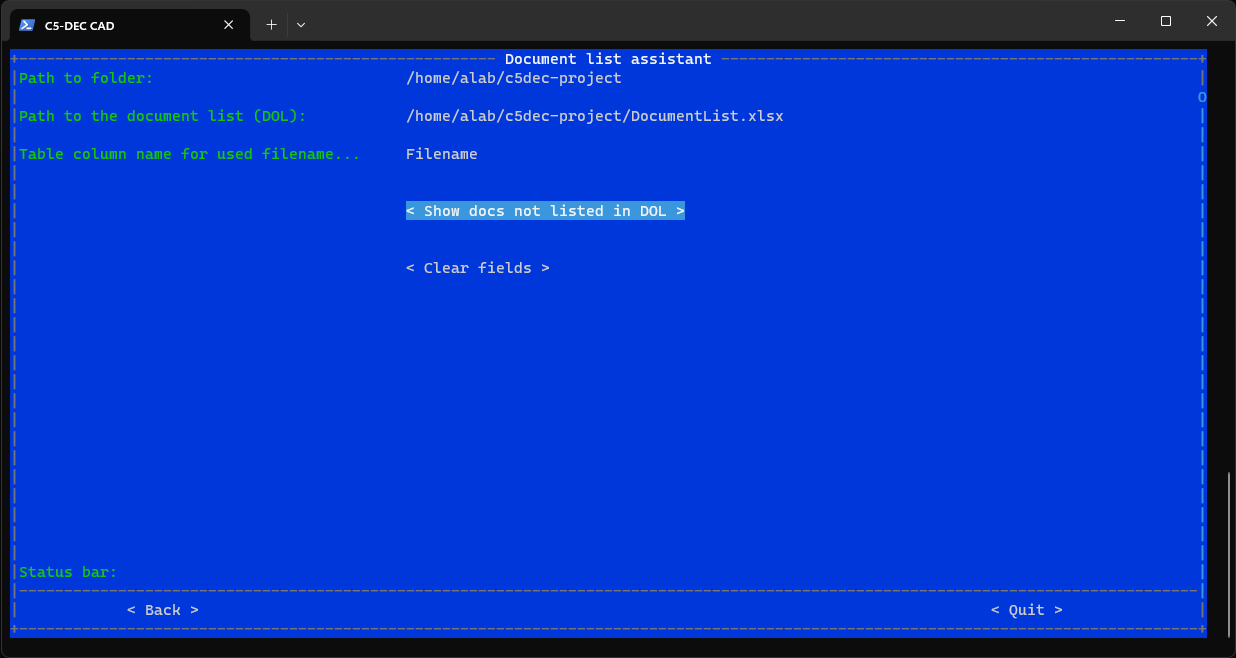 C5-DEC CAD
Document list assistant
Path to folder: /home/alab/c5dec-project
Path to the document list (DOL): /home/alab/c5dec-project/DocumentList.xlsx
Table column name for used filename... Filename
< Show docs not listed in DOL >
< Clear fields >
Status bar:
< Back > < Quit >